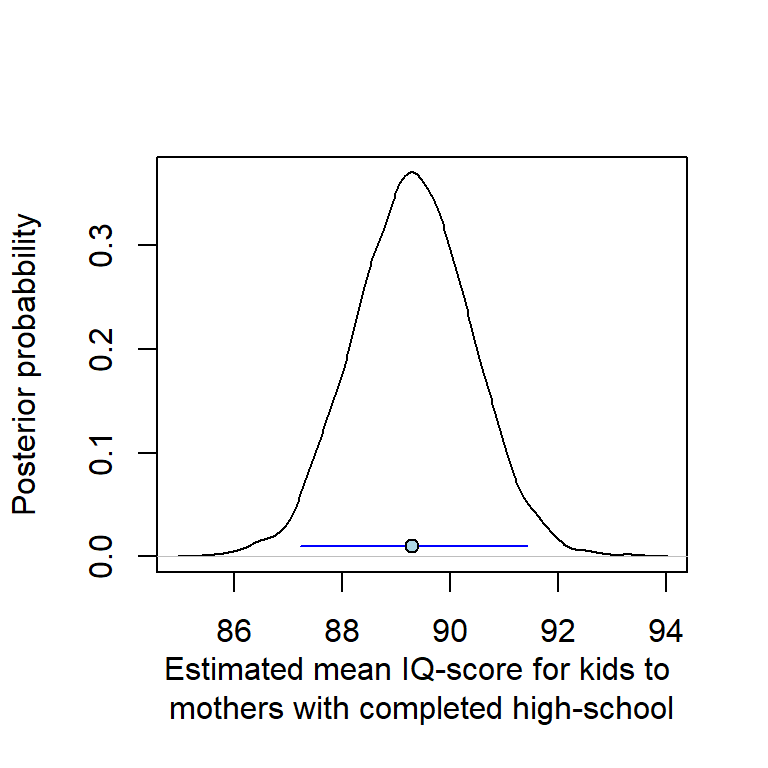 Posterior probabbility
0.3
0.2
0.1
0.0
86 88 90 92 94
Estimated mean IQ-score for kids to
mothers with completed high-school